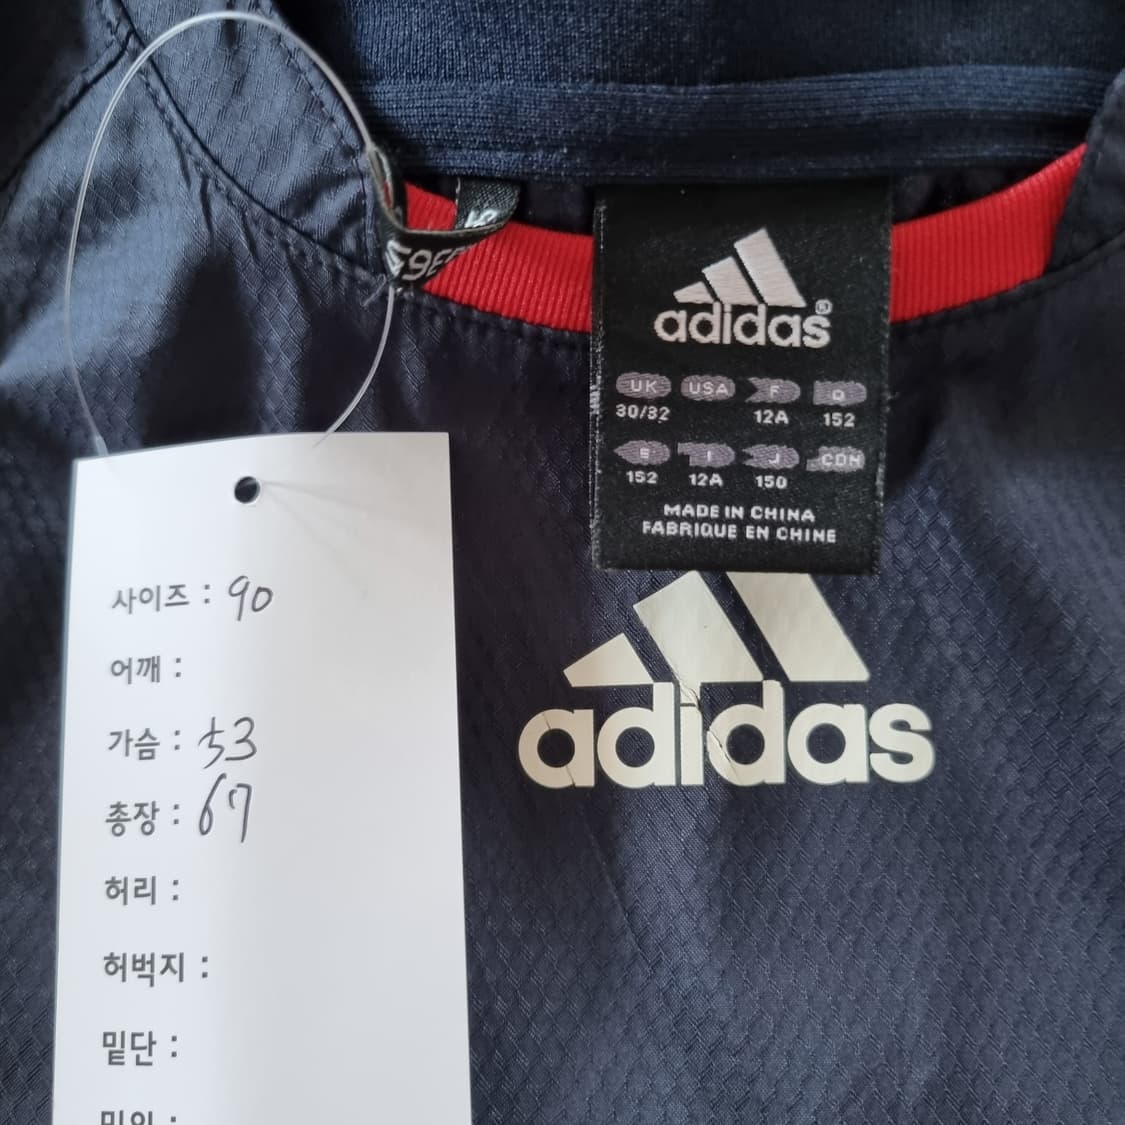 adidas®
UK USA F D
30/32 12A 152
E I J CDN
152 12A 150
MADE IN CHINA
FABRIQUE EN CHINE
adidas
사이즈 : 90
어깨 :
가슴 : 53
총장 : 67
허리 :
허벅지 :
밑단 :